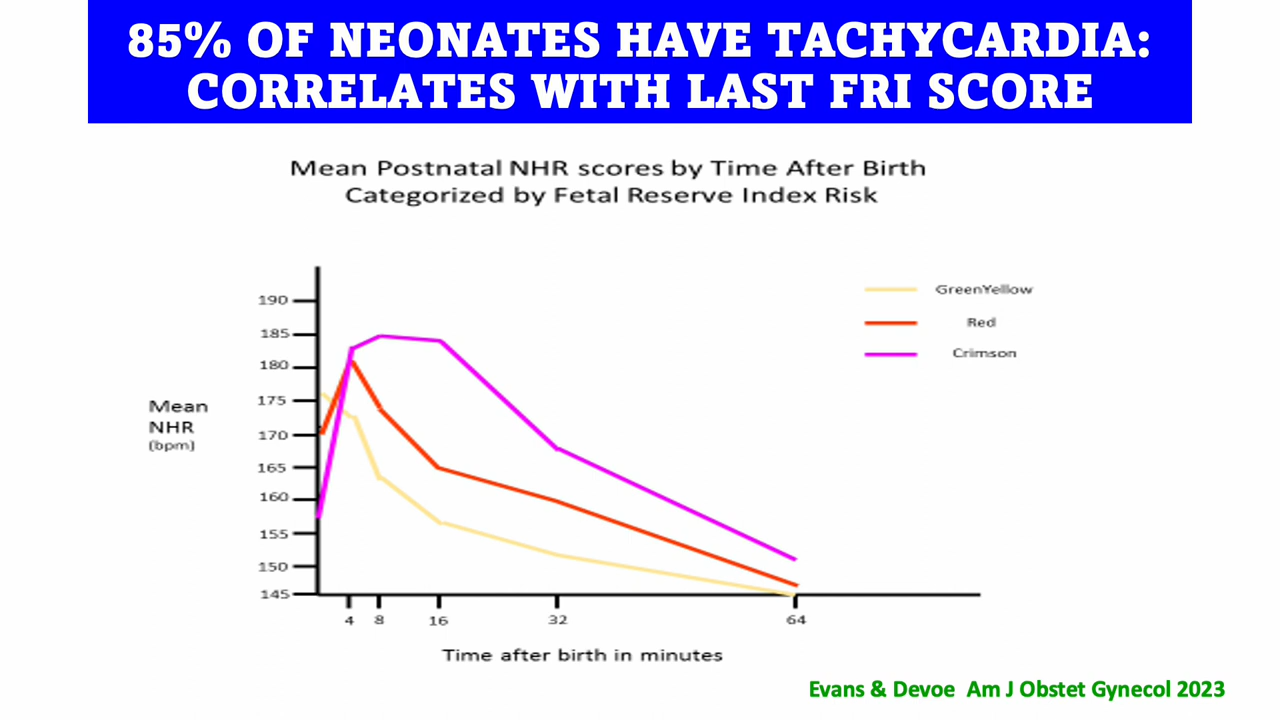 85% OF NEONATES HAVE TACHYCARDIA:
CORRELATES WITH LAST FRI SCORE
Mean Postnatal NHR scores by Time After Birth
Categorized by Fetal Reserve Index Risk
GreenYellow
Red
Crimson
Mean
NHR
(bpm)
190
185
180
175
170
165
160
155
150
145
4 8 16 32 64
Time after birth in minutes
Evans & Devoe Am J Obstet Gynecol 2023